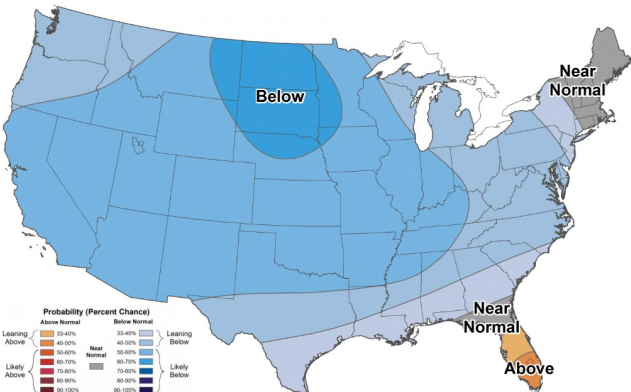 Near
Normal
Below
Near
Normal
Above
Probability (Percent Chance)
Above Normal
Near
Normal
Below Normal
Leaning
Above
33-40%
40-50%
33-40%
40-50%
Leaning
Below
Likely
Above
50-60%
60-70%
70-80%
80-90%
90-100%
50-60%
60-70%
70-80%
80-90%
90-100%
Likely
Below